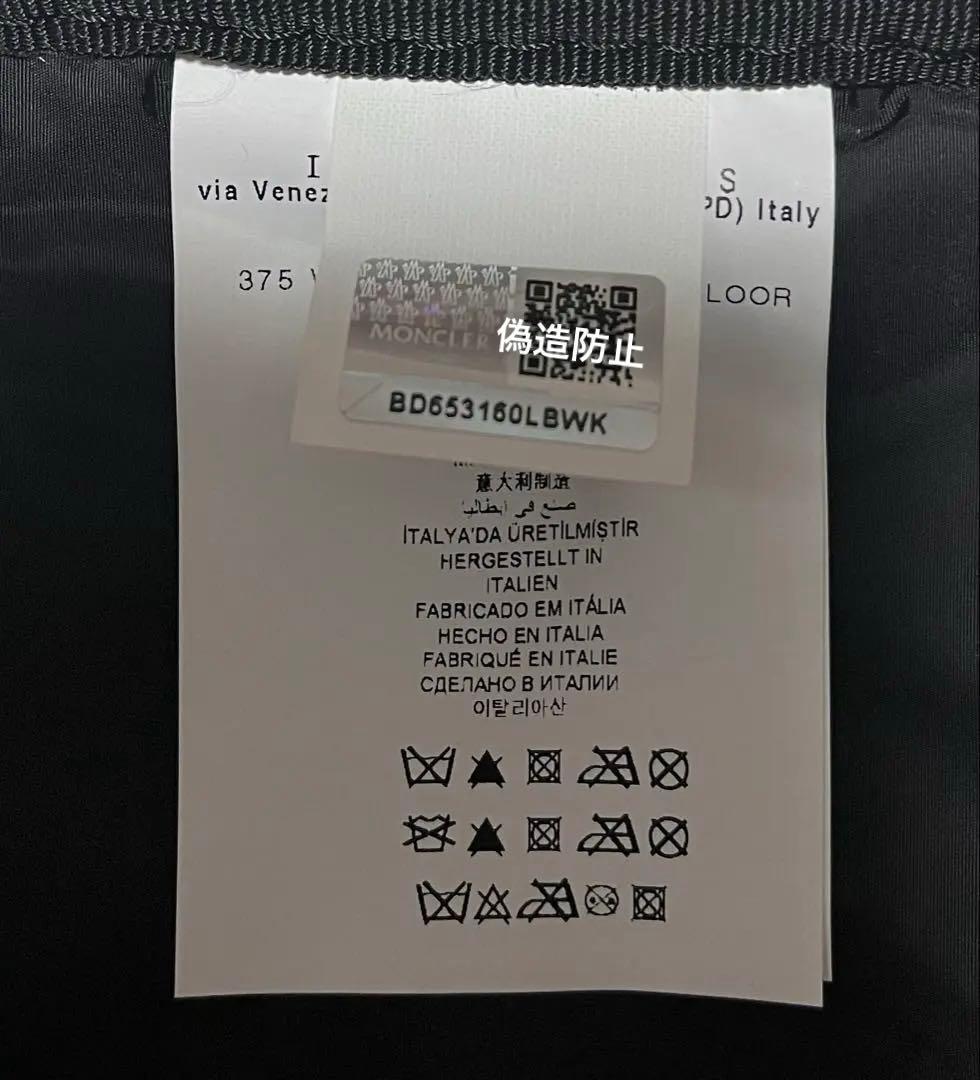 I S
via Venez PD) Italy
375 LOOR
MONCLER
偽造防止
BD653160LBWK
意大利制造
صنع في ايطاليا
İTALYA'DA ÜRETİLMİŞTİR
HERGESTELLT IN
ITALIEN
FABRICADO EM ITÁLIA
HECHO EN ITALIA
FABRIQUÉ EN ITALIE
СДЕЛАНО В ИТАЛИИ
이탈리아산